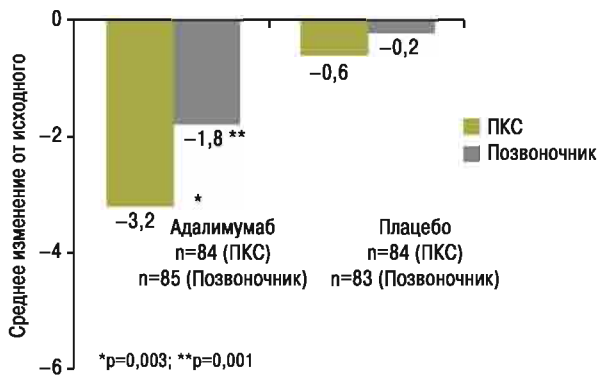 Среднее изменение от исходного
0
−2
−4
−6
−3,2
*
−1,8 **
−0,6
−0,2
ПКС
Позвоночник
Адалимумаб
n=84 (ПКС)
n=85 (Позвоночник)
Плацебо
n=84 (ПКС)
n=83 (Позвоночник)
*p=0,003; **p=0,001